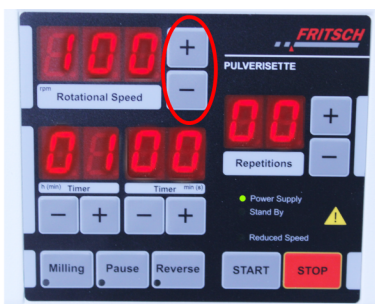 100
FRITSCH
PULVERISETTE
rpm
Rotational Speed
+
−
00
+
−
Repetitions
01 00
h (min) Timer
Timer min (s)
− + − +
Power Supply
Stand By
Reduced Speed
Milling Pause Reverse START STOP